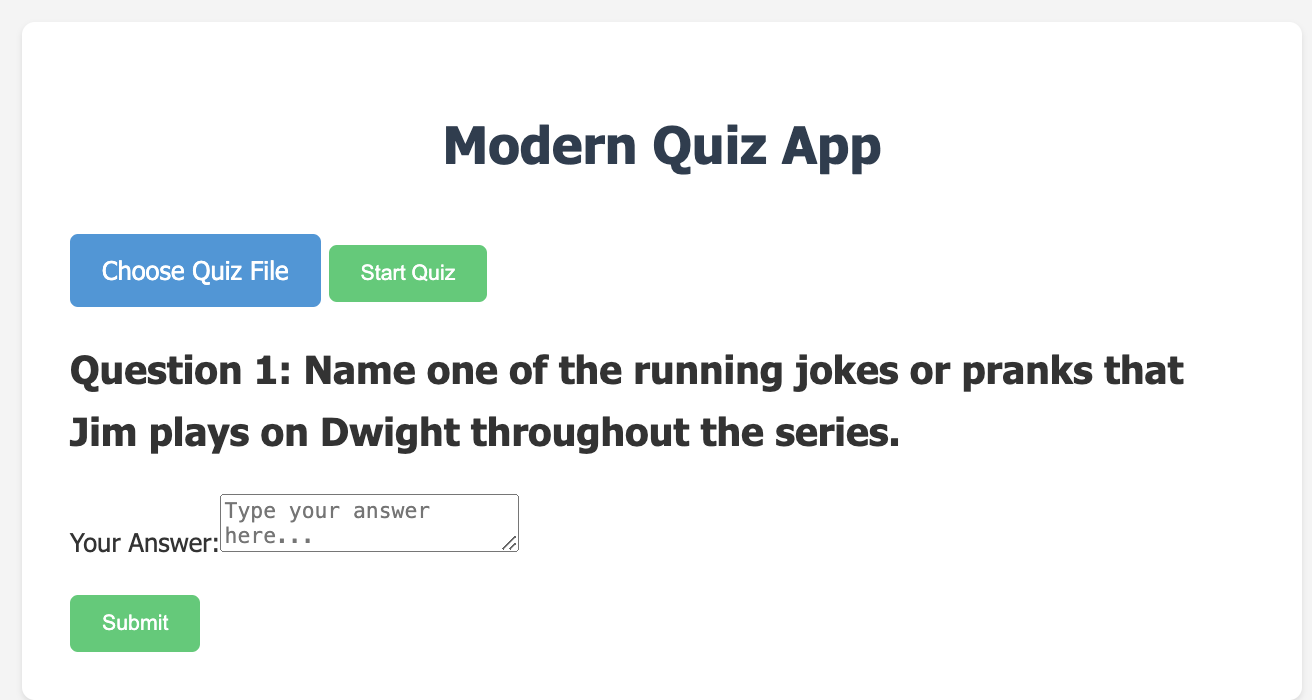 Modern Quiz App
Choose Quiz File
Start Quiz
Question 1: Name one of the running jokes or pranks that
Jim plays on Dwight throughout the series.
Your Answer:
Type your answer
here...
Submit